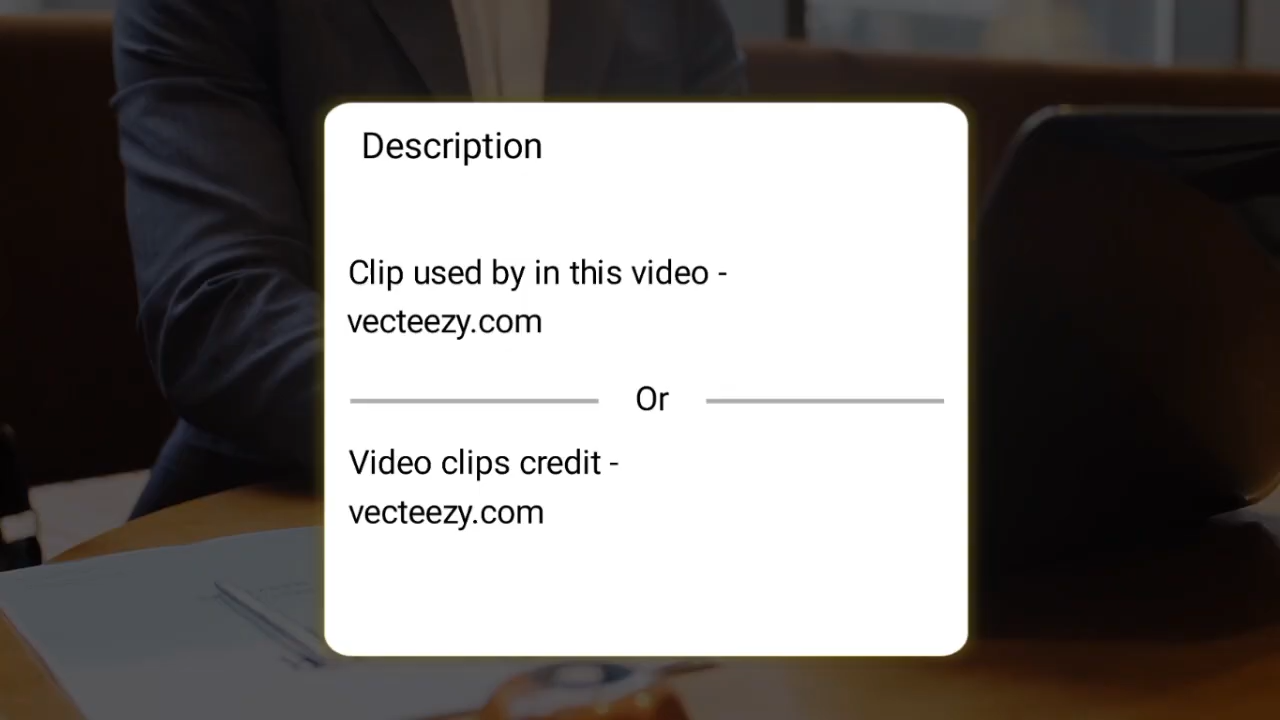 Description
Clip used by in this video -
vecteezy.com
Or
Video clips credit -
vecteezy.com